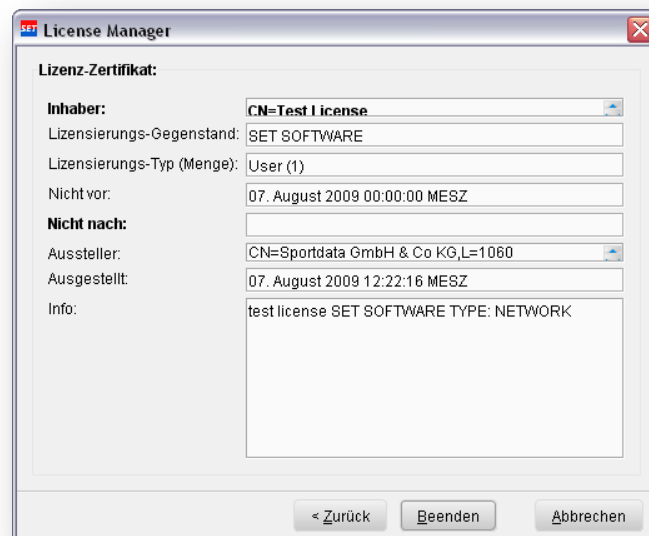 SET License Manager
Lizenz-Zertifikat:
Inhaber: CN=Test License
Lizensierungs-Gegenstand: SET SOFTWARE
Lizensierungs-Typ (Menge): User (1)
Nicht vor: 07. August 2009 00:00:00 MESZ
Nicht nach:
Aussteller: CN=Sportdata GmbH & Co KG,L=1060
Ausgestellt: 07. August 2009 12:22:16 MESZ
Info: test license SET SOFTWARE TYPE: NETWORK
< Zurück Beenden Abbrechen